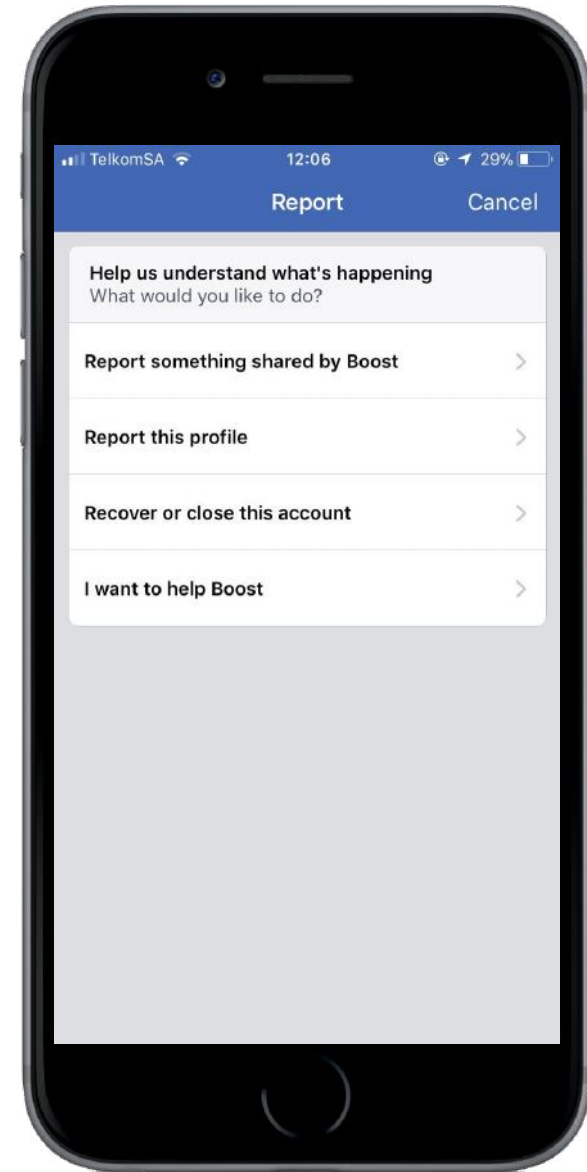 TelkomSA 12:06 29%
Report Cancel
Help us understand what's happening
What would you like to do?
Report something shared by Boost
Report this profile
Recover or close this account
I want to help Boost